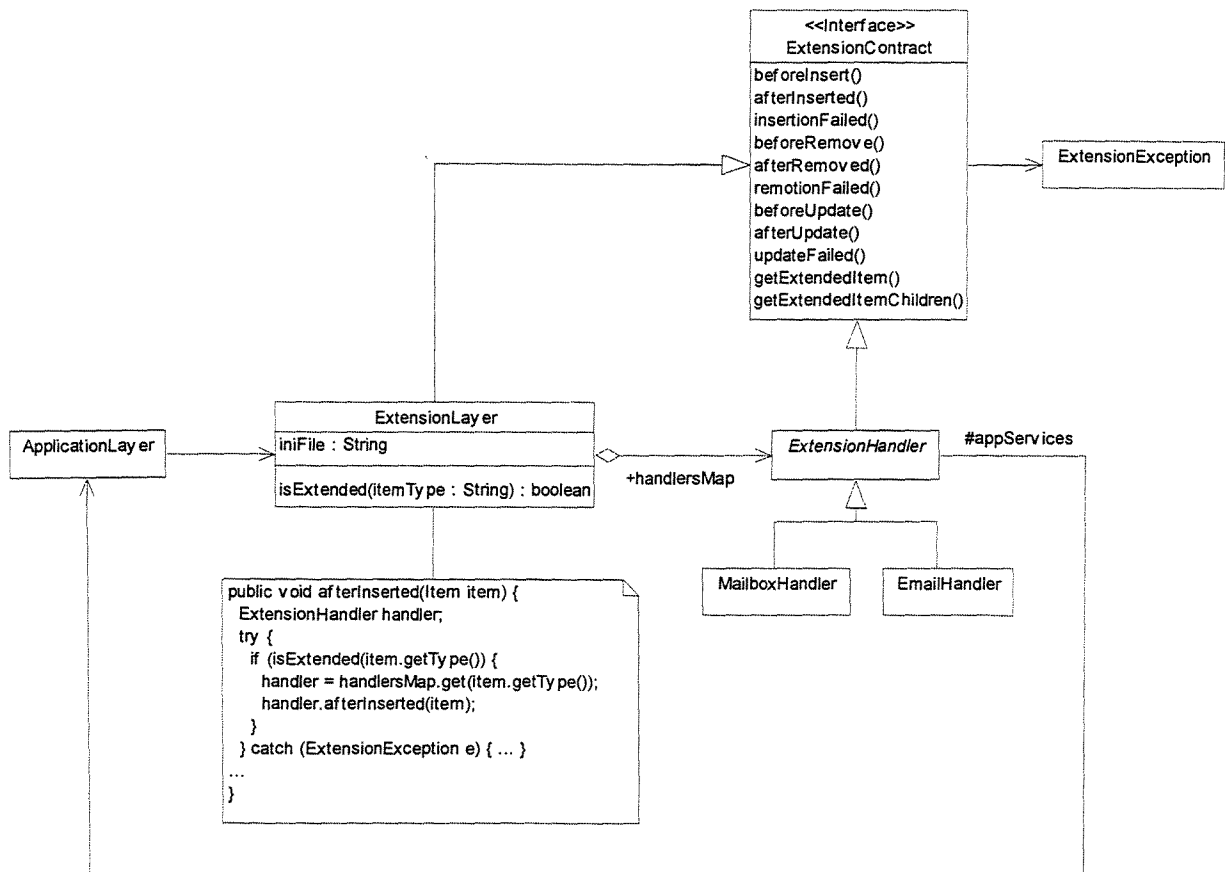 <<Interface>>
ExtensionContract
beforeInsert()
afterInserted()
insertionFailed()
beforeRemove()
afterRemoved()
remotionFailed()
beforeUpdate()
afterUpdate()
updateFailed()
getExtendedItem()
getExtendedItemChildren()
ExtensionException
ApplicationLayer
ExtensionLayer
iniFile : String
isExtended(itemType : String) : boolean
+handlersMap
ExtensionHandler
#appServices
MailboxHandler
EmailHandler
public void afterInserted(Item item) {
ExtensionHandler handler;
try {
if (isExtended(item.getType()) {
handler = handlersMap.get(item.getType());
handler.afterInserted(item);
}
} catch (ExtensionException e) { ... }
...
}